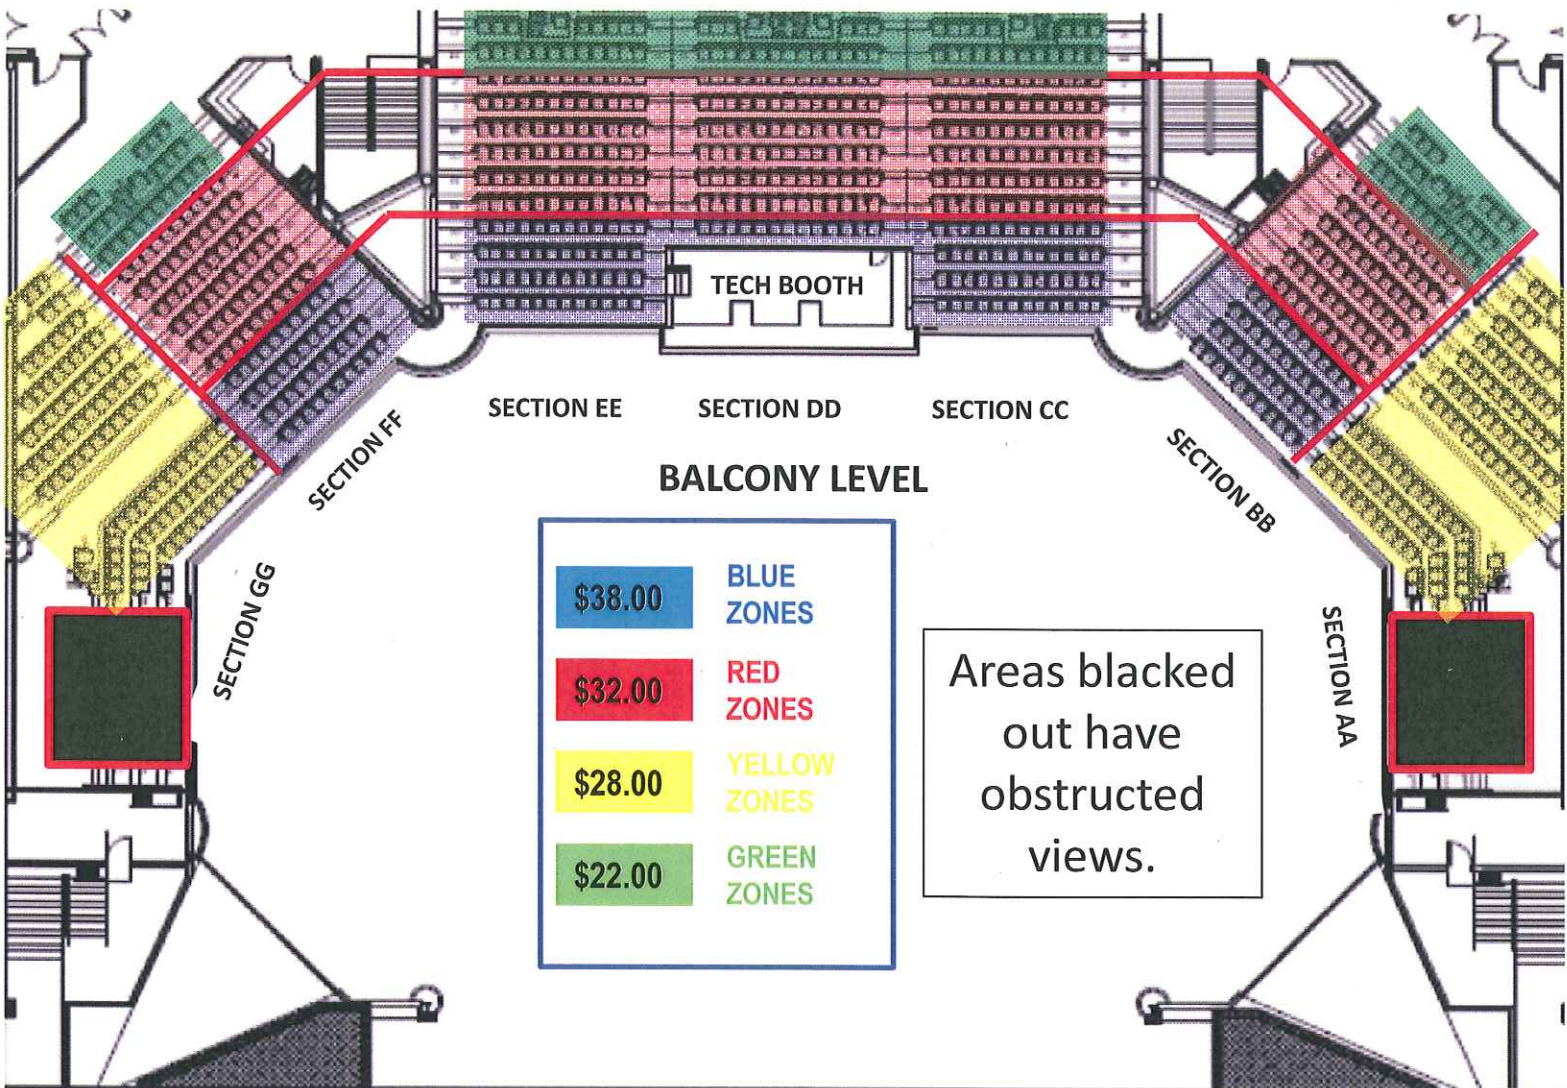 TECH BOOTH
SECTION EE
SECTION DD
SECTION CC
SECTION FF
SECTION BB
SECTION GG
SECTION AA
BALCONY LEVEL
$38.00
BLUE
ZONES
$32.00
RED
ZONES
$28.00
YELLOW
ZONES
$22.00
GREEN
ZONES
Areas blacked
out have
obstructed
views.